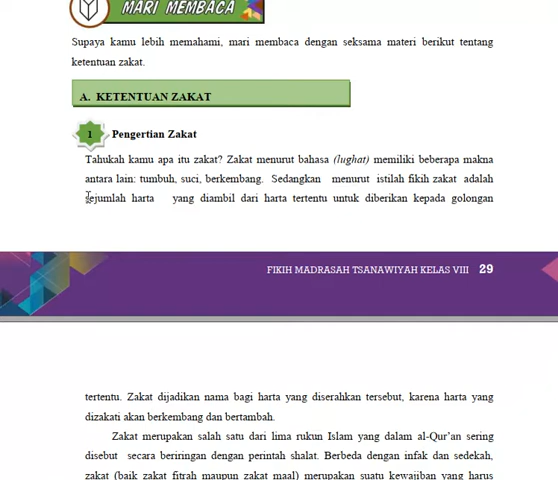 MARI MEMBACA
Supaya kamu lebih memahami, mari membaca dengan seksama materi berikut tentang
ketentuan zakat.
A. KETENTUAN ZAKAT
1 Pengertian Zakat
Tahukah kamu apa itu zakat? Zakat menurut bahasa (lughat) memiliki beberapa makna
antara lain: tumbuh, suci, berkembang. Sedangkan menurut istilah fikih zakat adalah
sejumlah harta yang diambil dari harta tertentu untuk diberikan kepada golongan
FIKIH MADRASAH TSANAWIYAH KELAS VIII 29
tertentu. Zakat dijadikan nama bagi harta yang diserahkan tersebut, karena harta yang
dizakati akan berkembang dan bertambah.
Zakat merupakan salah satu dari lima rukun Islam yang dalam al-Qur'an sering
disebut secara beriringan dengan perintah shalat. Berbeda dengan infak dan sedekah,
zakat (baik zakat fitrah maupun zakat maal) merupakan suatu kewajiban yang harus